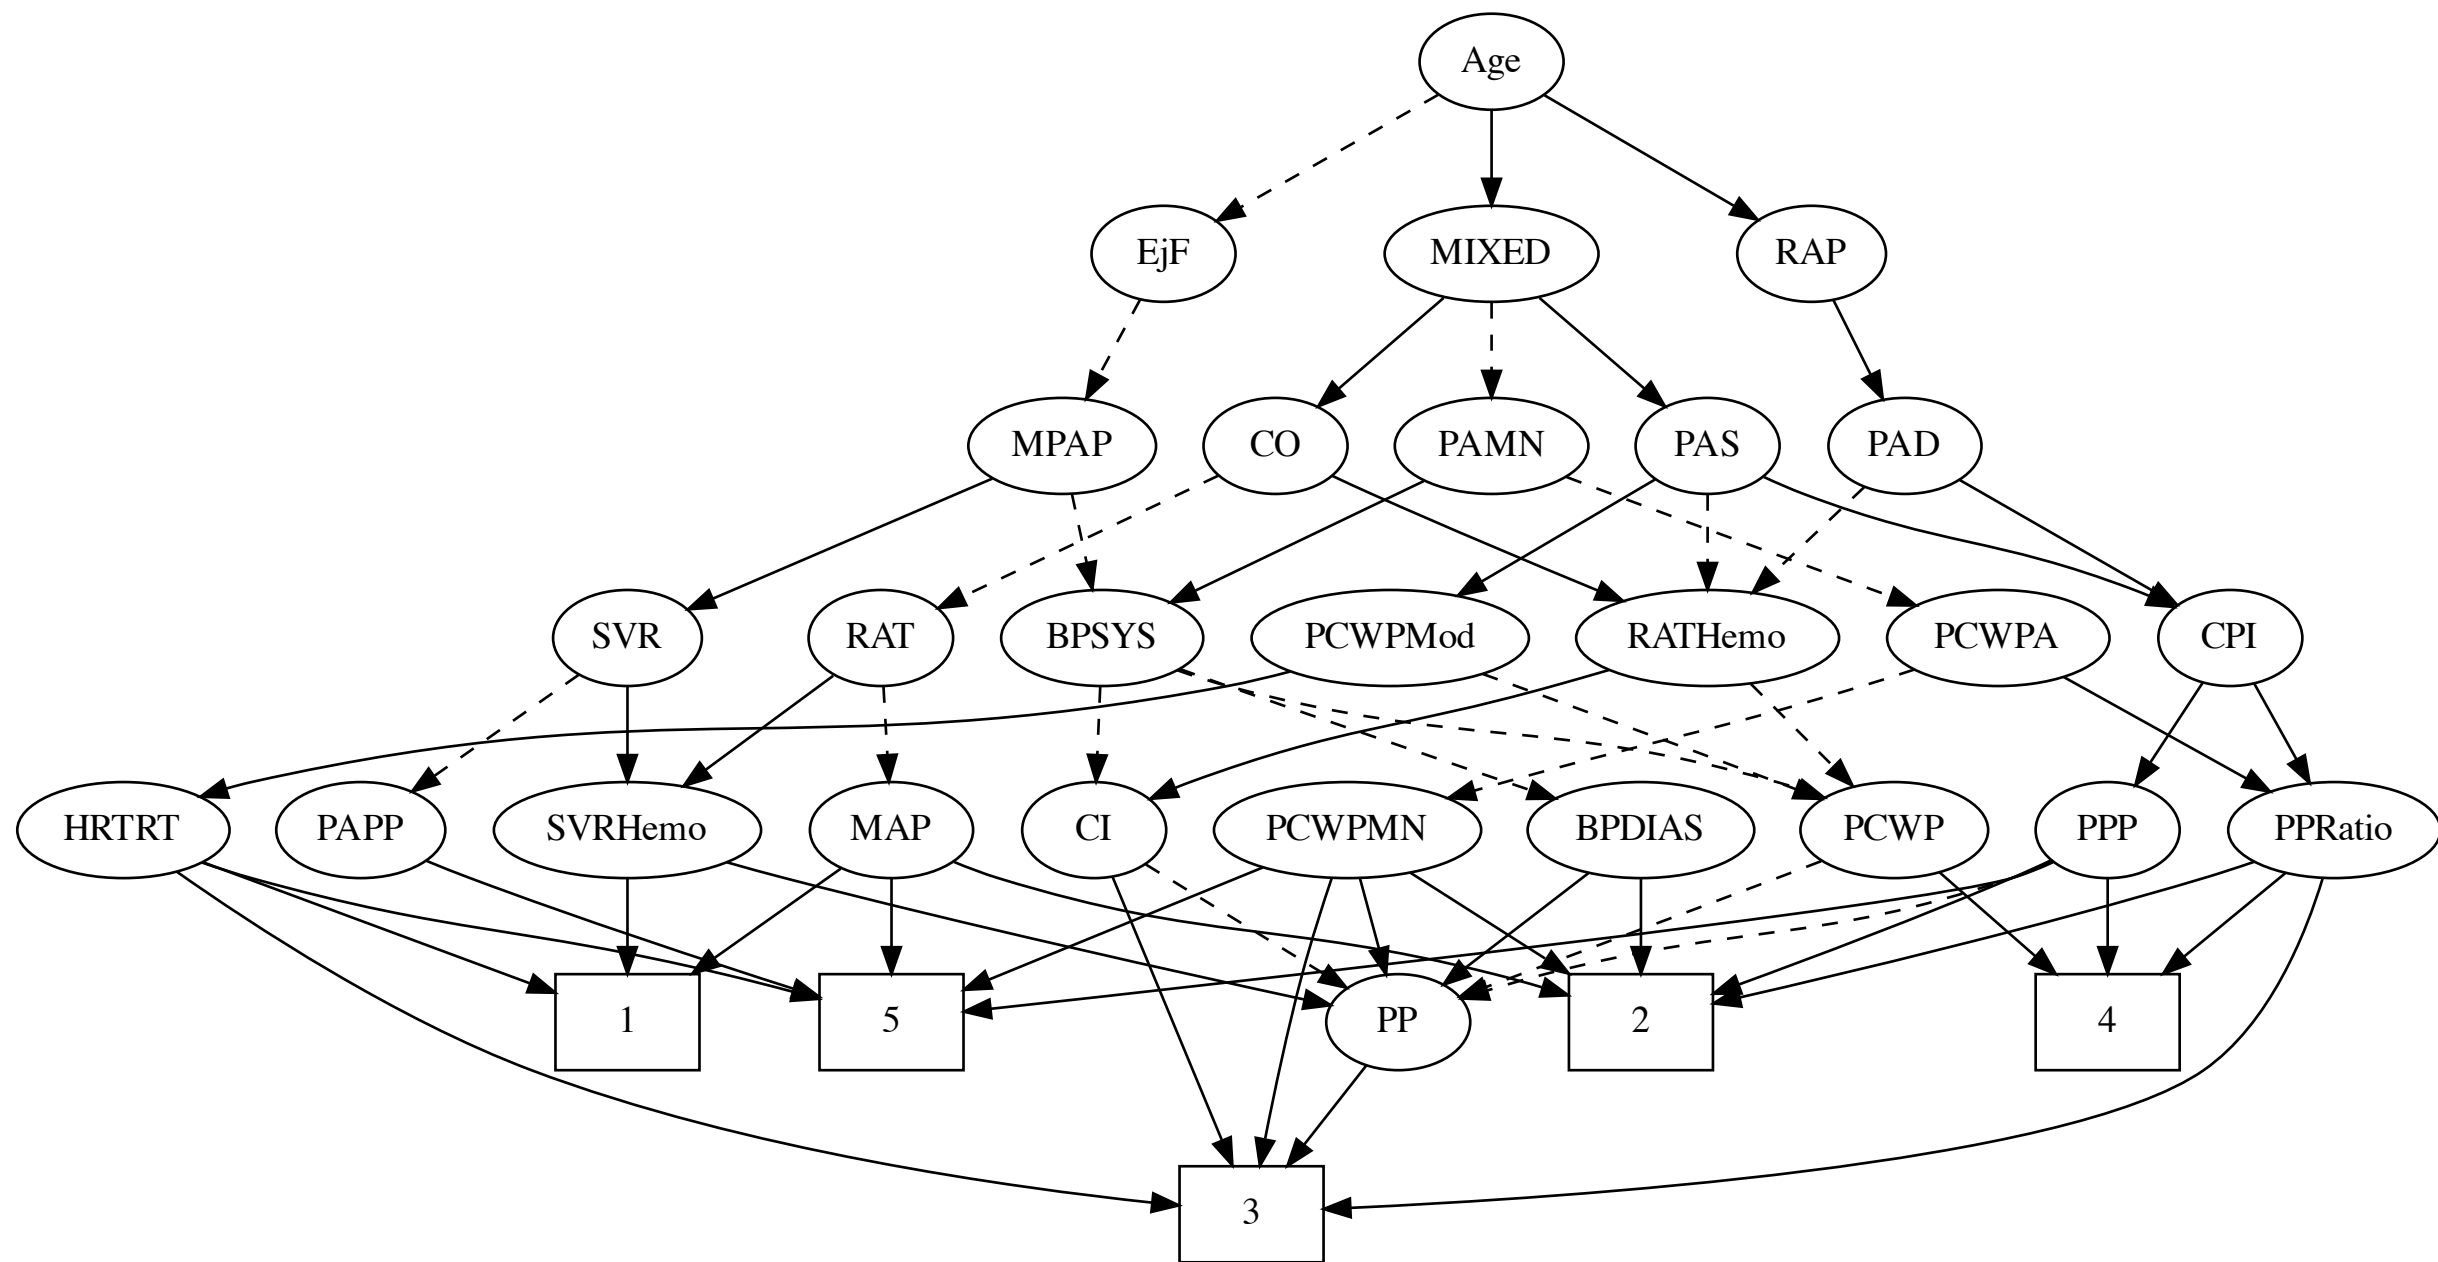 Age
EjF
MIXED
RAP
MPAP
CO
PAMN
PAS
PAD
SVR
RAT
BPSYS
PCWPMod
RATHemo
PCWPA
CPI
HRTRT
PAPP
SVRHemo
MAP
CI
PCWPMN
BPDIAS
PCWP
PPP
PPRatio
1
5
PP
2
4
3